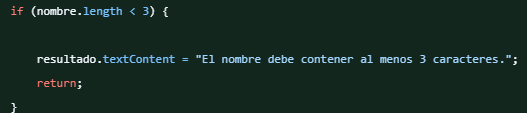 if (nombre.length < 3) {
resultado.textContent = "El nombre debe contener al menos 3 caracteres.";
return;
}